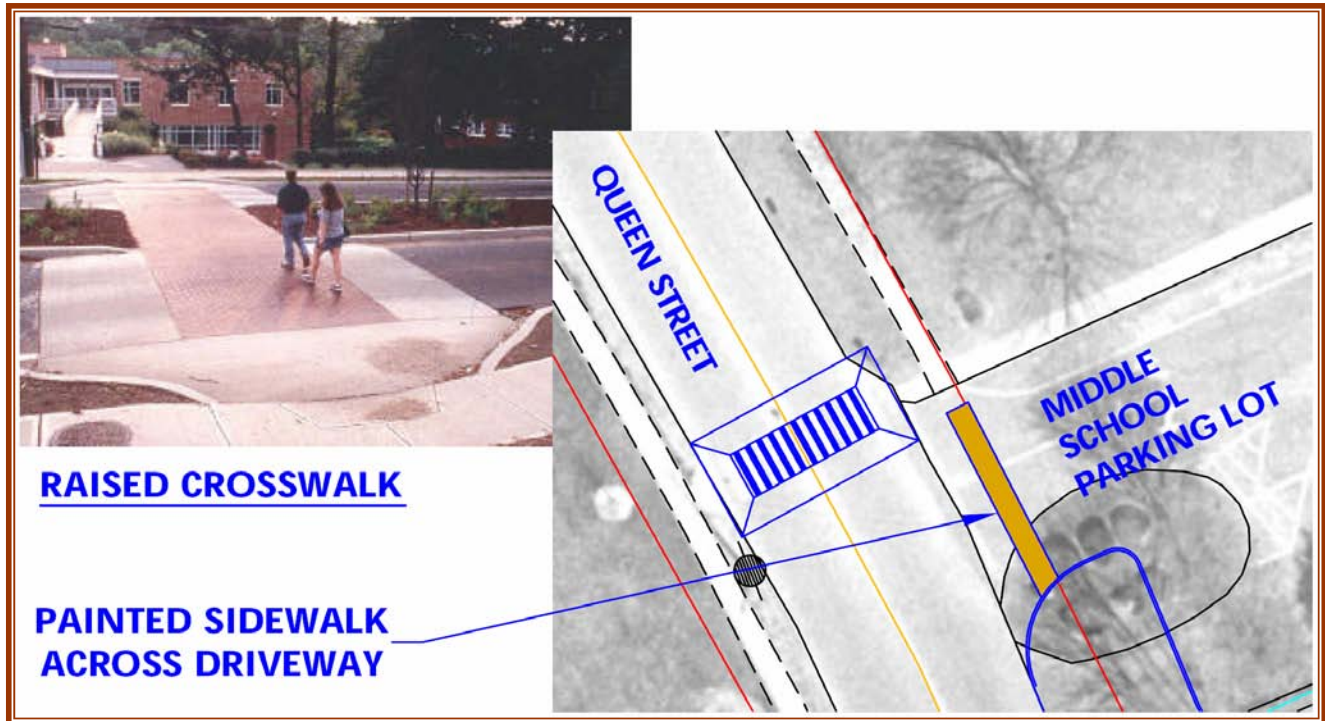 QUEEN STREET
MIDDLE
SCHOOL
PARKING LOT
RAISED CROSSWALK
PAINTED SIDEWALK
ACROSS DRIVEWAY